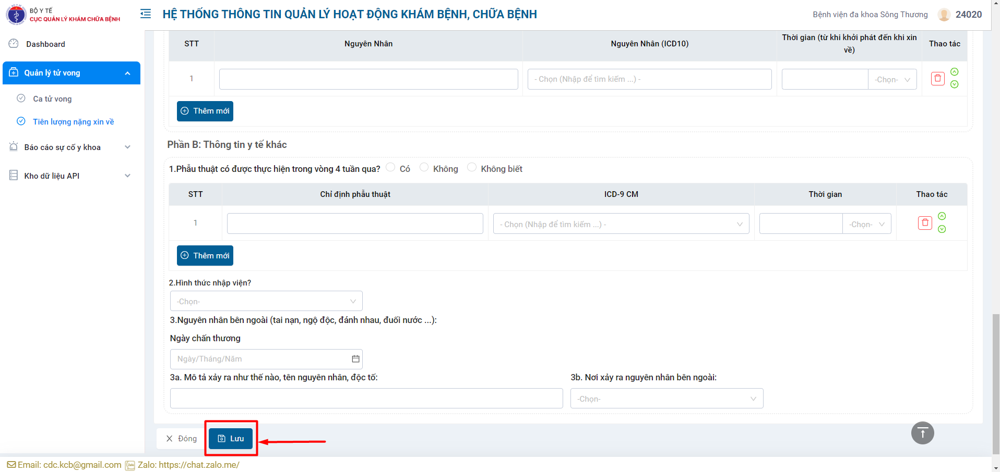 BỘ Y TẾ
CỤC QUẢN LÝ KHÁM CHỮA BỆNH
HỆ THỐNG THÔNG TIN QUẢN LÝ HOẠT ĐỘNG KHÁM BỆNH, CHỮA BỆNH
Bệnh viện đa khoa Sông Thương
24020
Dashboard
Quản lý tử vong
Ca tử vong
Tiên lượng nặng xin về
Báo cáo sự cố y khoa
Kho dữ liệu API
STT
Nguyên Nhân
Nguyên Nhân (ICD10)
Thời gian (từ khi khởi phát đến khi xin
về)
Thao tác
1
- Chọn (Nhập để tìm kiếm ...) -
-Chọn-
Thêm mới
Phần B: Thông tin y tế khác
1.Phẫu thuật có được thực hiện trong vòng 4 tuần qua?
Có
Không
Không biết
STT
Chỉ định phẫu thuật
ICD-9 CM
Thời gian
Thao tác
1
- Chọn (Nhập để tìm kiếm ...) -
-Chọn-
Thêm mới
2.Hình thức nhập viện?
-Chọn-
3.Nguyên nhân bên ngoài (tai nạn, ngộ độc, đánh nhau, đuối nước ...):
Ngày chấn thương
Ngày/Tháng/Năm
3a. Mô tả xảy ra như thế nào, tên nguyên nhân, độc tố:
3b. Nơi xảy ra nguyên nhân bên ngoài:
-Chọn-
Đóng
Lưu
Email: cdc.kcb@gmail.com
Zalo: https://chat.zalo.me/